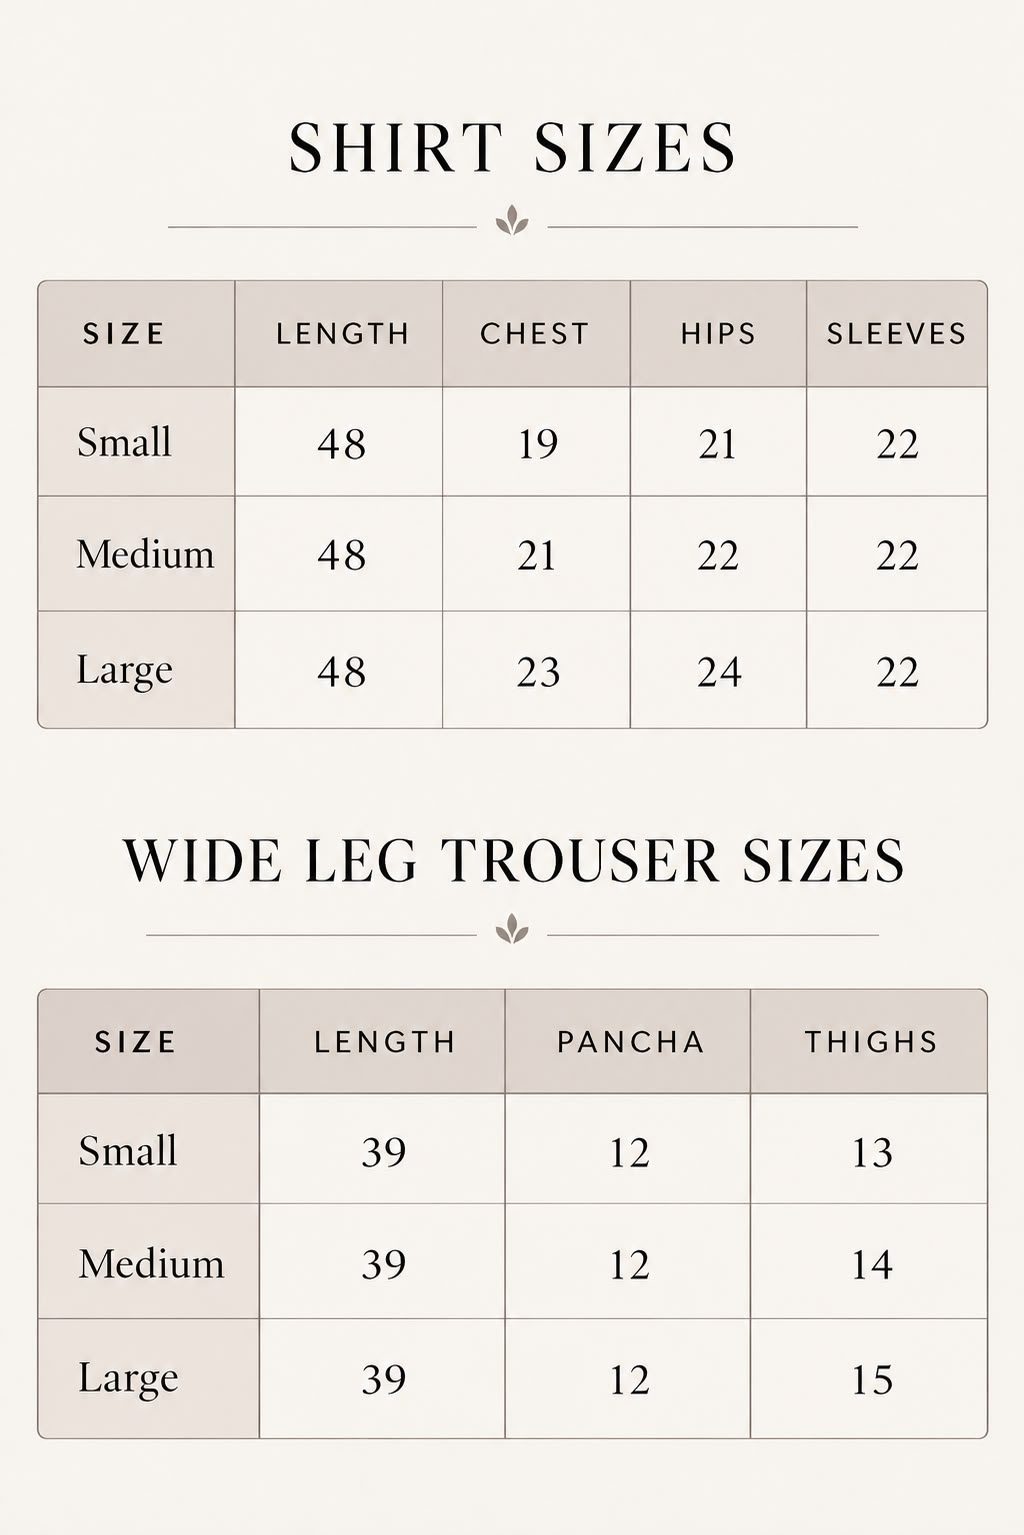 SHIRT SIZES
SIZE LENGTH CHEST HIPS SLEEVES
Small 48 19 21 22
Medium 48 21 22 22
Large 48 23 24 22
WIDE LEG TROUSER SIZES
SIZE LENGTH PANCHA THIGHS
Small 39 12 13
Medium 39 12 14
Large 39 12 15